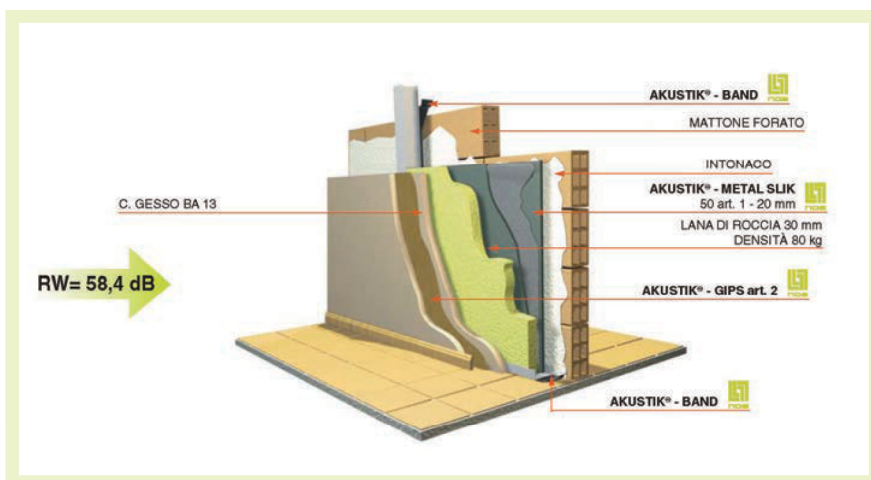 AKUSTIK® - BAND
MATTONE FORATO
INTONACO
AKUSTIK® - METAL SLIK
50 art. 1 - 20 mm
LANA DI ROCCIA 30 mm
DENSITÀ 80 kg
C. GESSO BA 13
RW= 58,4 dB
AKUSTIK® - GIPS art. 2
AKUSTIK® - BAND